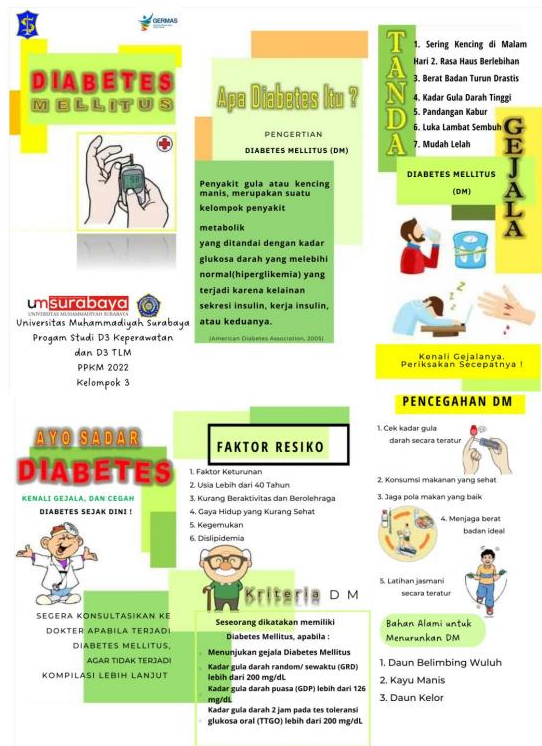 GERMAS
DIABETES
MELLITUS
umsurabaya
UNIVERSITAS MUHAMMADIYAH SURABAYA
Universitas Muhammadiyah Surabaya
Progam Studi D3 Keperawatan
dan D3 TLM
PPKM 2022
Kelompok 3
Apa Diabetes Itu ?
PENGERTIAN
DIABETES MELLITUS (DM)
Penyakit gula atau kencing
manis, merupakan suatu
kelompok penyakit
metabolik
yang ditandai dengan kadar
glukosa darah yang melebihi
normal(hiperglikemia) yang
terjadi karena kelainan
sekresi insulin, kerja insulin,
atau keduanya.
(American Diabetes Association, 2005)
TANDA
GEJALA
1. Sering Kencing di Malam
Hari 2. Rasa Haus Berlebihan
3. Berat Badan Turun Drastis
4. Kadar Gula Darah Tinggi
5. Pandangan Kabur
6. Luka Lambat Sembuh
7. Mudah Lelah
DIABETES MELLITUS
(DM)
Kenali Gejalanya.
Periksakan Secepatnya !
AYO SADAR
DIABETES
KENALI GEJALA, DAN CEGAH
DIABETES SEJAK DINI !
SEGERA KONSULTASIKAN KE
DOKTER APABILA TERJADI
DIABETES MELLITUS,
AGAR TIDAK TERJADI
KOMPILASI LEBIH LANJUT
FAKTOR RESIKO
1. Faktor Keturunan
2. Usia Lebih dari 40 Tahun
3. Kurang Beraktivitas dan Berolehraga
4. Gaya Hidup yang Kurang Sehat
5. Kegemukan
6. Dislipidemia
Kriteria DM
Seseorang dikatakan memiliki
Diabetes Mellitus, apabila :
Menunjukan gejala Diabetes Mellitus
Kadar gula darah random/ sewaktu (GRD)
lebih dari 200 mg/dL
Kadar gula darah puasa (GDP) lebih dari 126
mg/dL
Kadar gula darah 2 jam pada tes toleransi
glukosa oral (TTGO) lebih dari 200 mg/dL
PENCEGAHAN DM
1. Cek kadar gula
darah secara teratur
2. Konsumsi makanan yang sehat
3. Jaga pola makan yang baik
4. Menjaga berat
badan ideal
5. Latihan jasmani
secara teratur
Bahan Alami untuk
Menurunkan DM
1. Daun Belimbing Wuluh
2. Kayu Manis
3. Daun Kelor